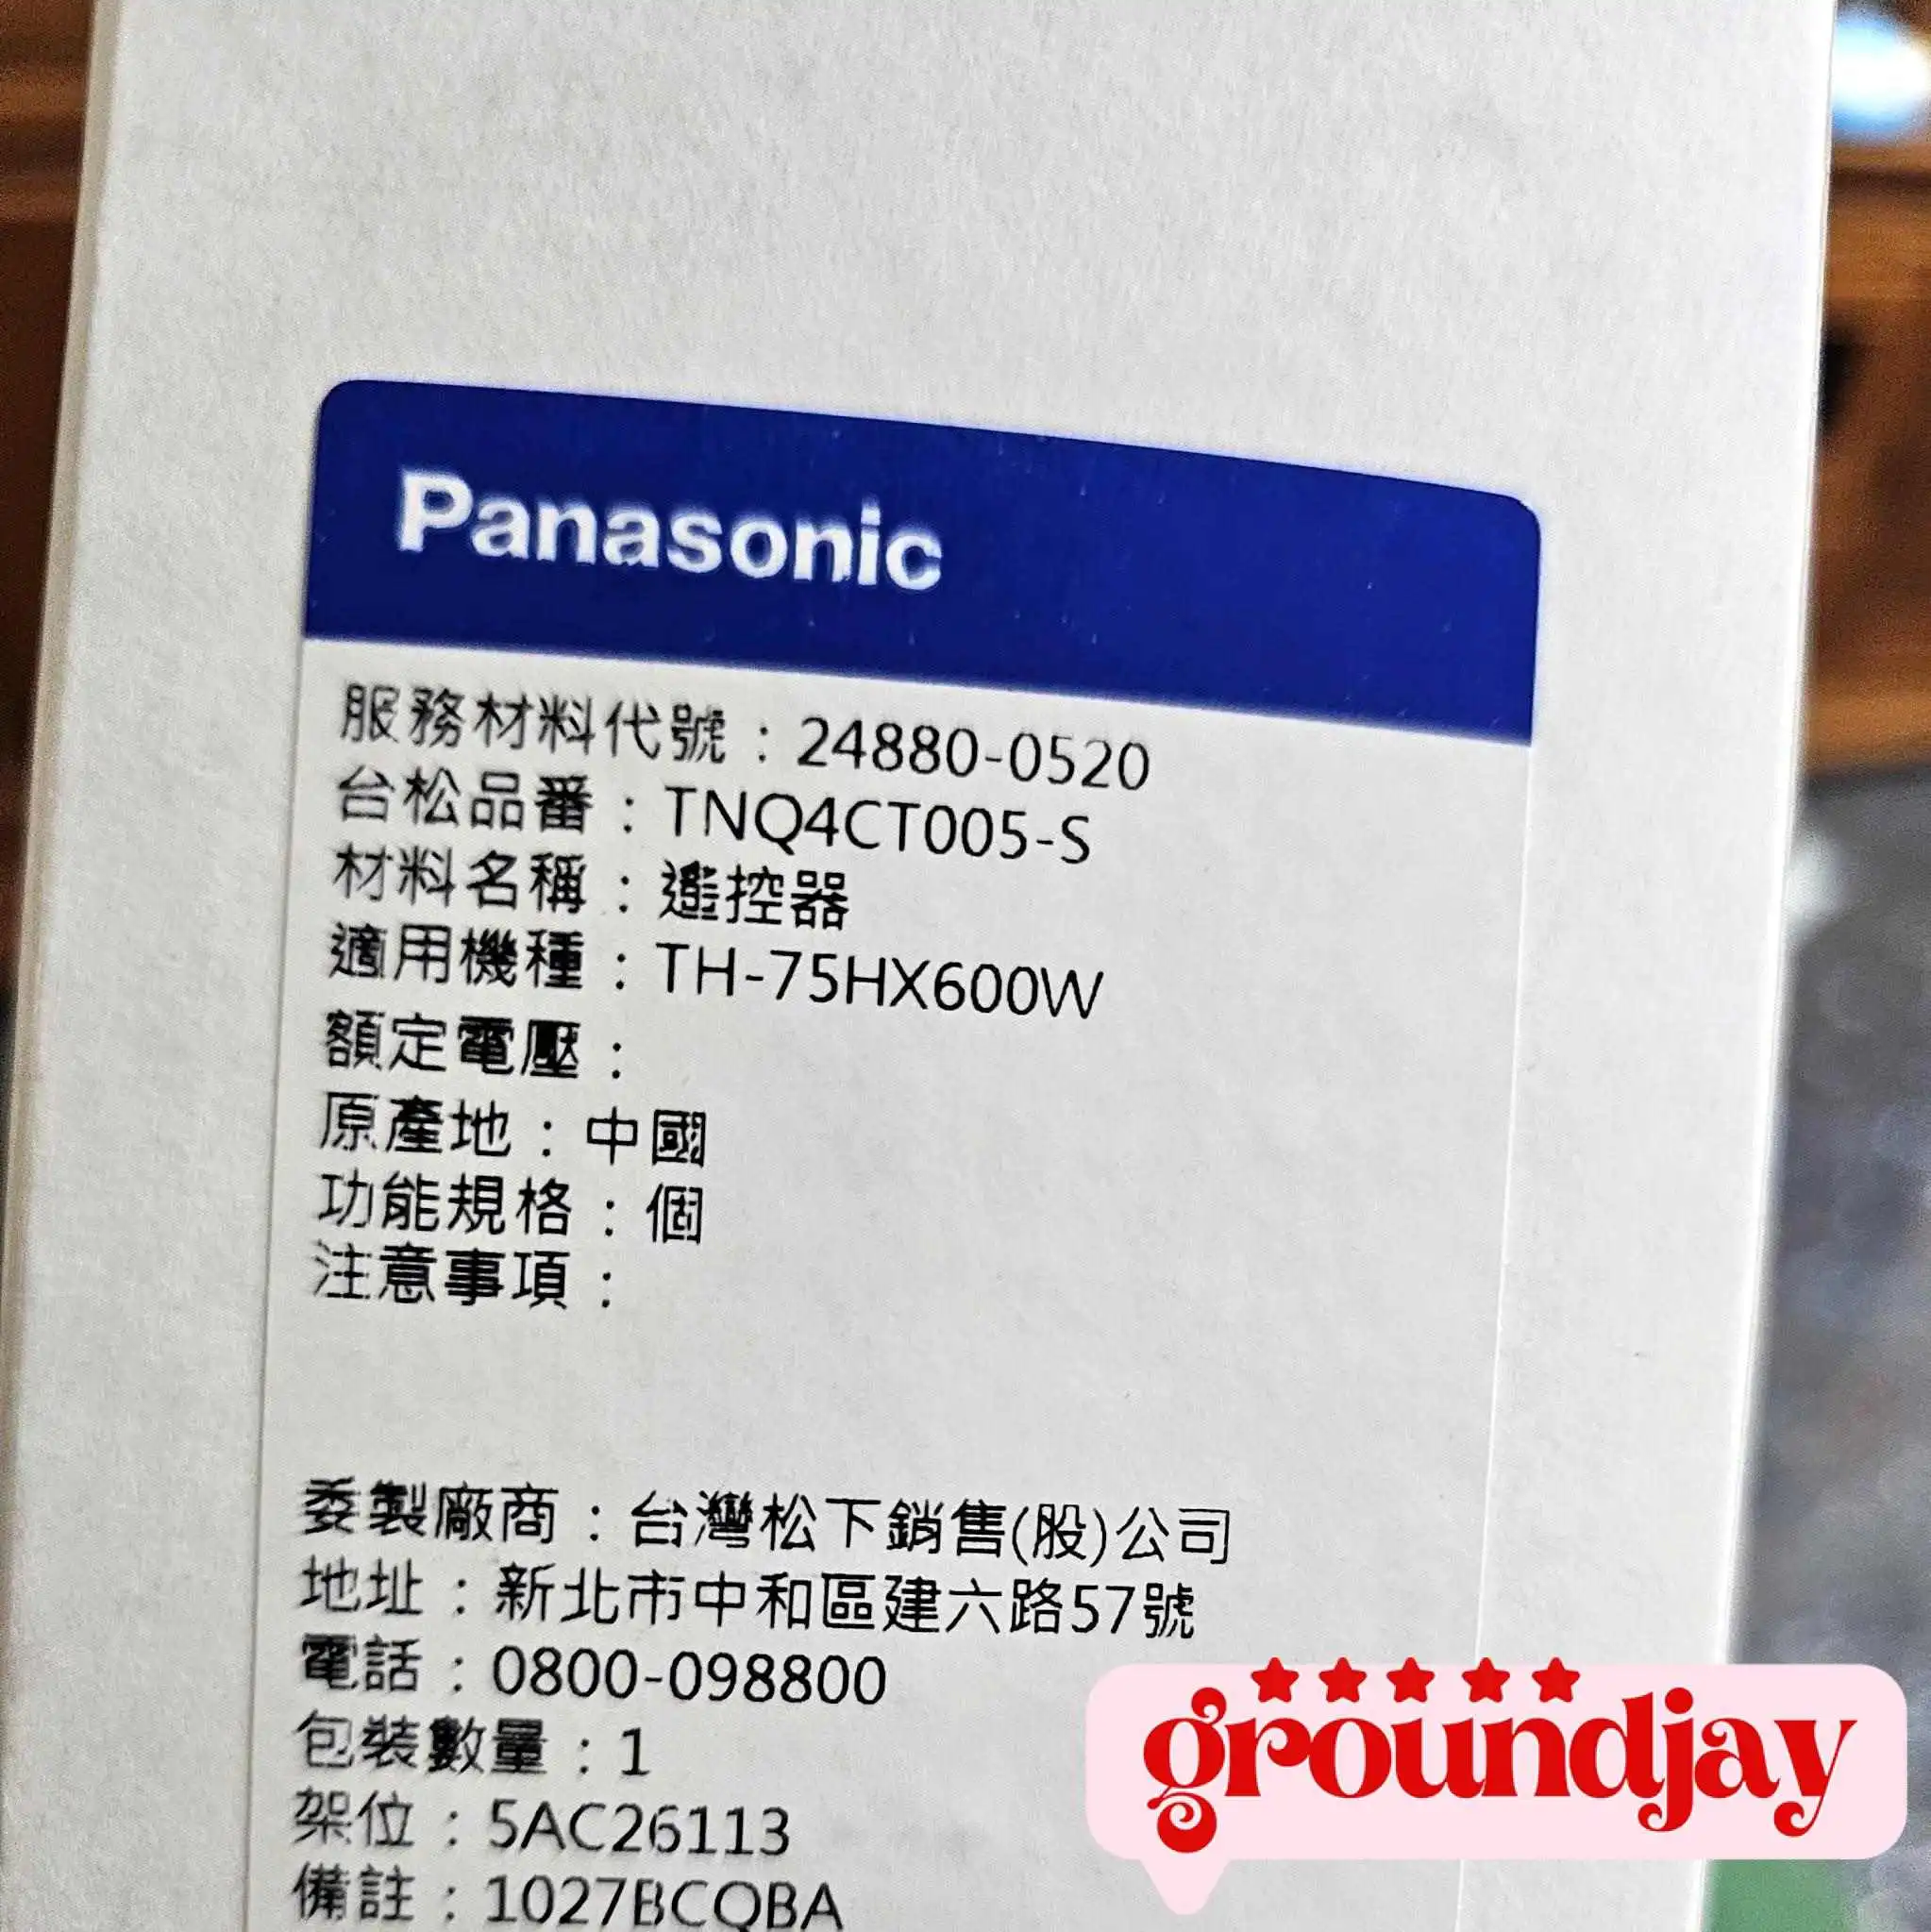 Panasonic
服務材料代號：24880-0520
台松品番：TNQ4CT005-S
材料名稱：遙控器
適用機種：TH-75HX600W
額定電壓：
原產地：中國
功能規格：個
注意事項：
委製廠商：台灣松下銷售(股)公司
地址：新北市中和區建六路57號
電話：0800-098800
包裝數量：1
架位：5AC26113
備註：1027BCQBA
groundjay